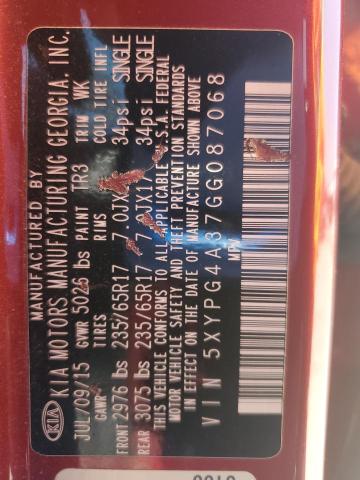 MANUFACTURED BY
KIA KIA MOTORS MANUFACTURING GEORGIA, INC.
JUL/09/15 GVWR 5026 lbs PAINT TR3 TRIM WK
GAWR TIRES RIMS COLD TIRE INFL
FRONT 2976 lbs 235/65R17 7.0JX17 34psi SINGLE
REAR 3075 lbs 235/65R17 7.0JX17 34psi SINGLE
THIS VEHICLE CONFORMS TO ALL APPLICABLE U.S.A. FEDERAL
MOTOR VEHICLE SAFETY AND THEFT PREVENTION STANDARDS
IN EFFECT ON THE DATE OF MANUFACTURE SHOWN ABOVE
VIN 5XYPG4A37GG087068
MPV